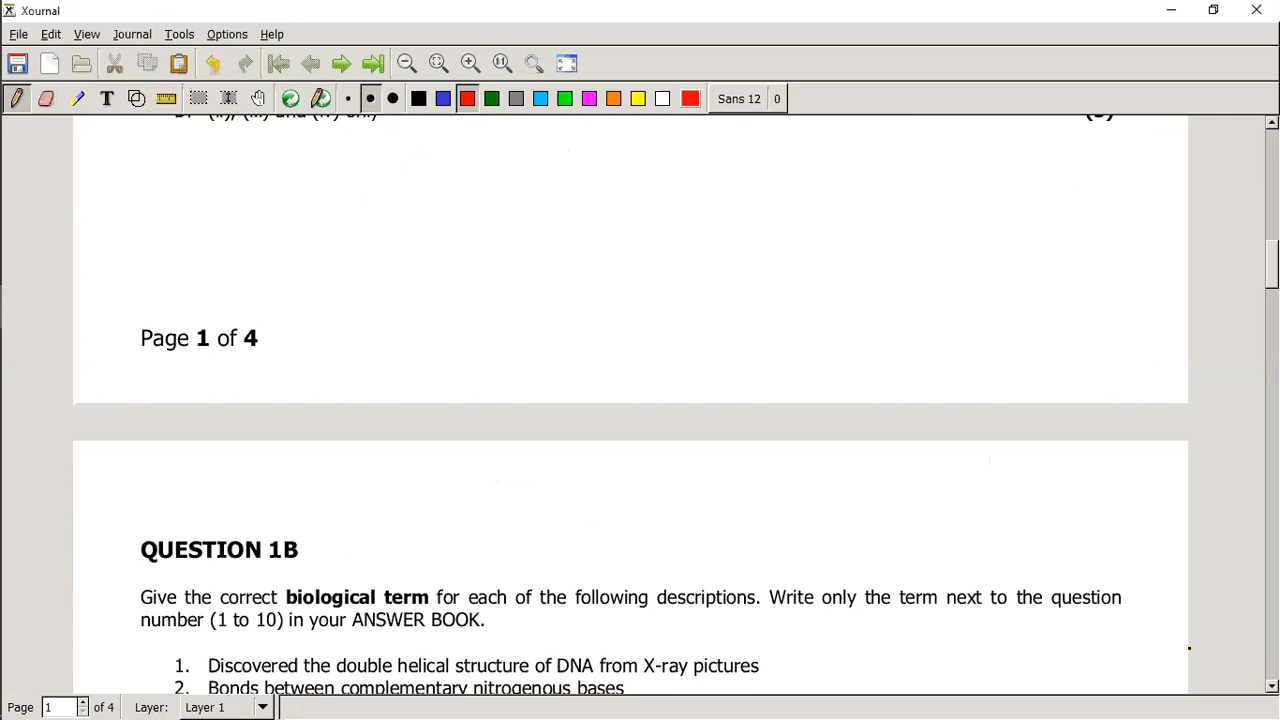 Xournal
File Edit View Journal Tools Options Help
Sans 12 0
Page 1 of 4
QUESTION 1B
Give the correct biological term for each of the following descriptions. Write only the term next to the question
number (1 to 10) in your ANSWER BOOK.
1. Discovered the double helical structure of DNA from X-ray pictures
2. Bonds between complementary nitrogenous bases
Page 1 of 4 Layer: Layer 1